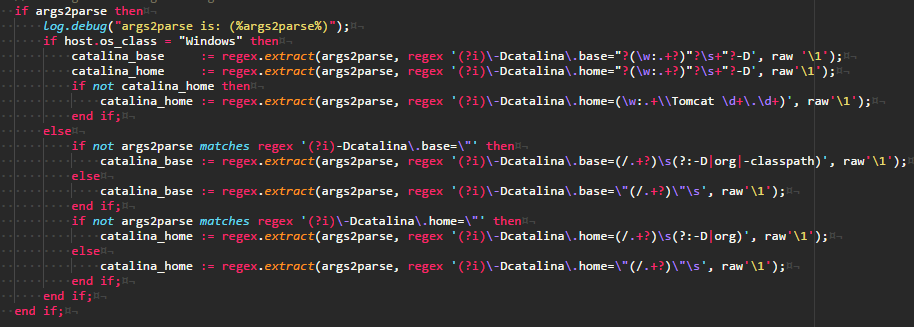 if args2parse then
log.debug("args2parse is: (%args2parse%)");
if host.os_class = "Windows" then
catalina_base := regex.extract(args2parse, regex '(?i)\-Dcatalina\.base="?(\w:.+?)"?\s+"?-D', raw '\1');
catalina_home := regex.extract(args2parse, regex '(?i)\-Dcatalina\.home="?(\w:.+?)"?\s+"?-D', raw'\1');
if not catalina_home then
catalina_home := regex.extract(args2parse, regex '(?i)\-Dcatalina\.home=(\w:.+\\Tomcat \d+\.\d+)', raw'\1');
end if;
else
if not args2parse matches regex '(?i)-Dcatalina\.base=\"' then
catalina_base := regex.extract(args2parse, regex '(?i)\-Dcatalina\.base=(/.+?)\s(?:-D|org|-classpath)', raw'\1');
else
catalina_base := regex.extract(args2parse, regex '(?i)\-Dcatalina\.base=\"(/.+?)\"\s', raw'\1');
end if;
if not args2parse matches regex '(?i)\-Dcatalina\.home=\"' then
catalina_home := regex.extract(args2parse, regex '(?i)\-Dcatalina\.home=(/.+?)\s(?:-D|org)', raw'\1');
else
catalina_home := regex.extract(args2parse, regex '(?i)\-Dcatalina\.home=\"(/.+?)\"\s', raw'\1');
end if;
end if;
end if;